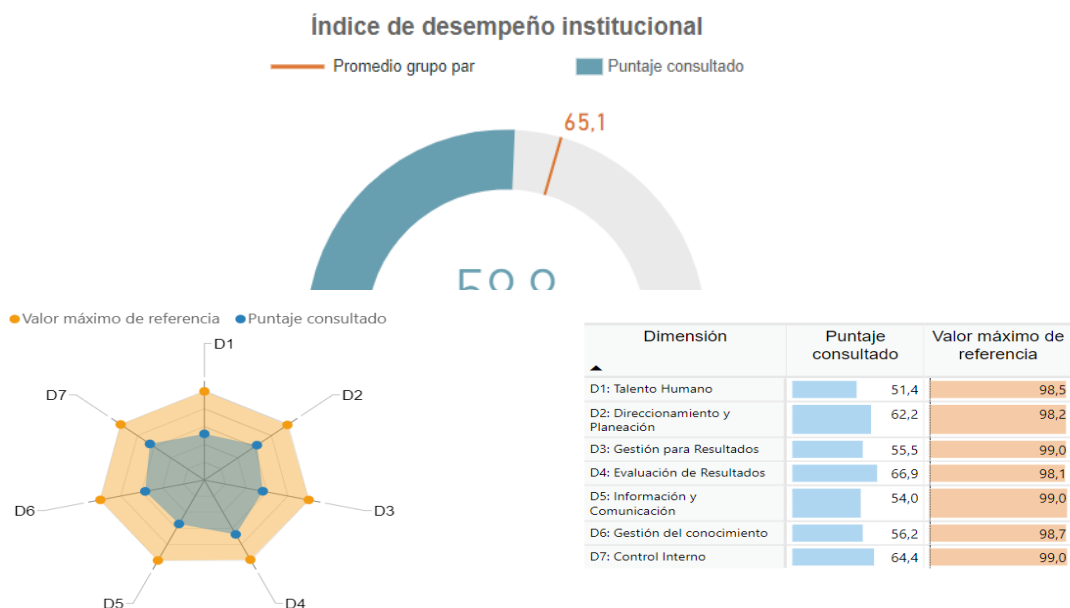 Índice de desempeño institucional
Promedio grupo par
Puntaje consultado
65,1
Valor máximo de referencia
Puntaje consultado
D1
D2
D3
D4
D5
D6
D7
Dimensión
Puntaje
consultado
Valor máximo de
referencia
D1: Talento Humano 51,4 98,5
D2: Direccionamiento y
Planeación 62,2 98,2
D3: Gestión para Resultados 55,5 99,0
D4: Evaluación de Resultados 66,9 98,1
D5: Información y
Comunicación 54,0 99,0
D6: Gestión del conocimiento 56,2 98,7
D7: Control Interno 64,4 99,0